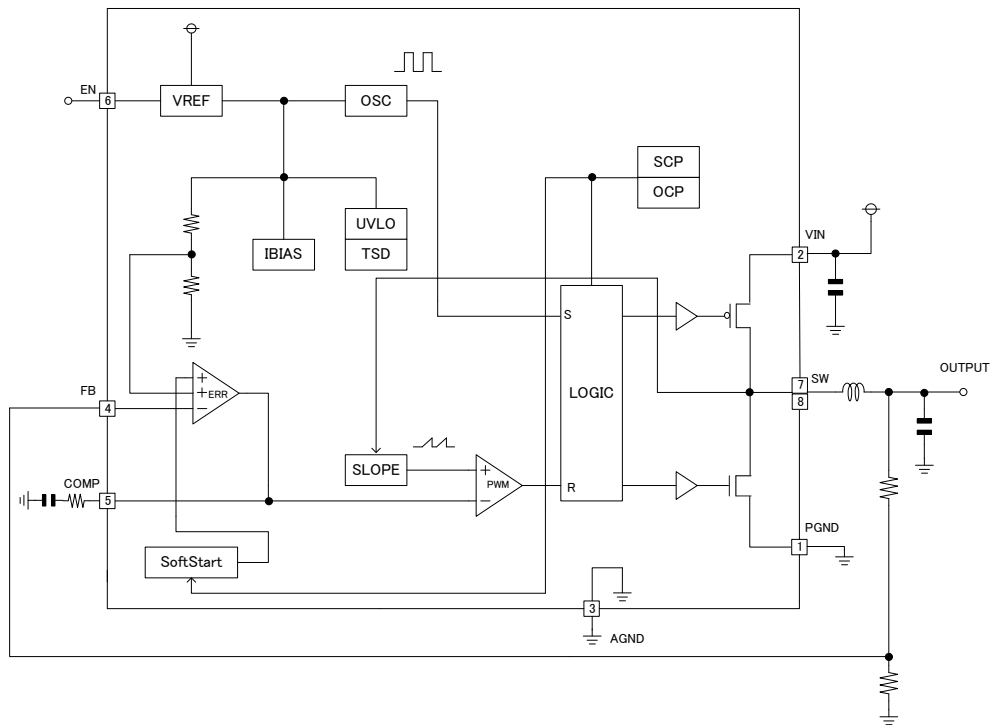 EN
6
VREF
OSC
SCP
OCP
UVLO
TSD
IBIAS
VIN
2
S
LOGIC
R
+
+
−
ERR
FB
4
SW
7
8
OUTPUT
SLOPE
+
−
PWM
COMP
5
SoftStart
PGND
1
3
AGND